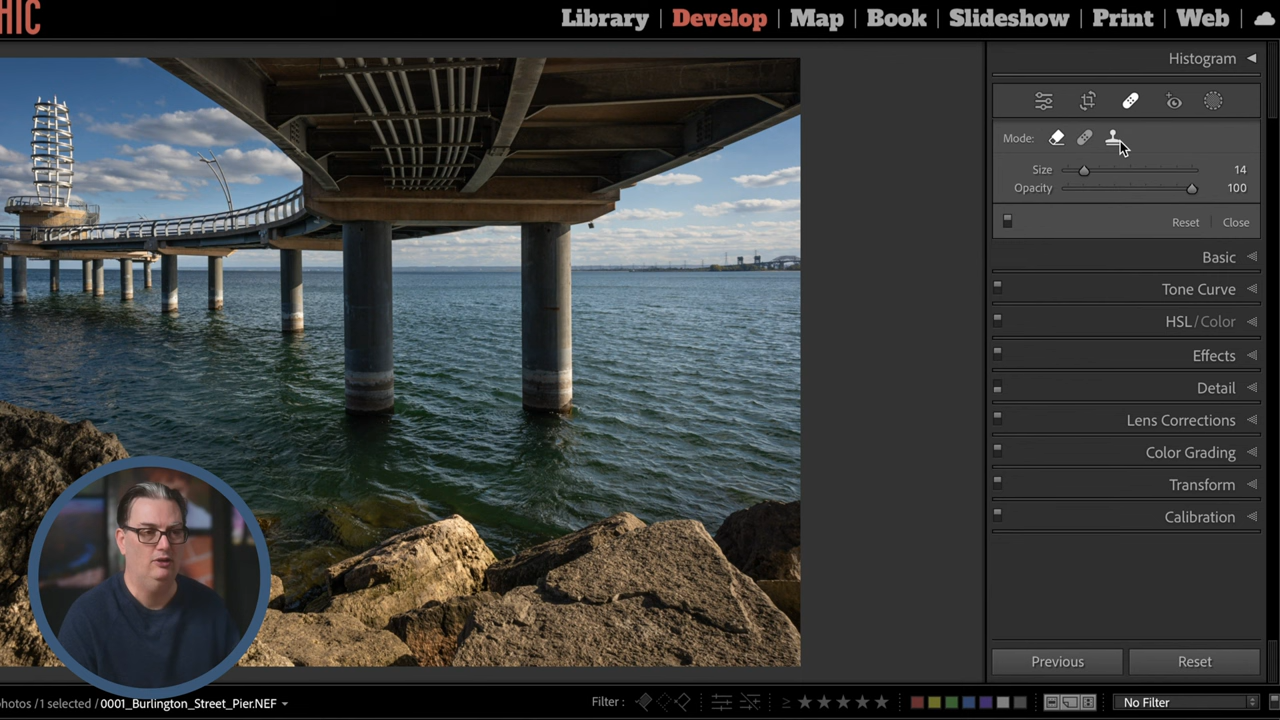 HIC
Library | Develop | Map | Book | Slideshow | Print | Web |
Histogram
Mode:
Size 14
Opacity 100
Reset | Close
Basic
Tone Curve
HSL / Color
Effects
Detail
Lens Corrections
Color Grading
Transform
Calibration
Previous Reset
photos / 1 selected / 0001_Burlington_Street_Pier.NEF Filter : ≥ No Filter